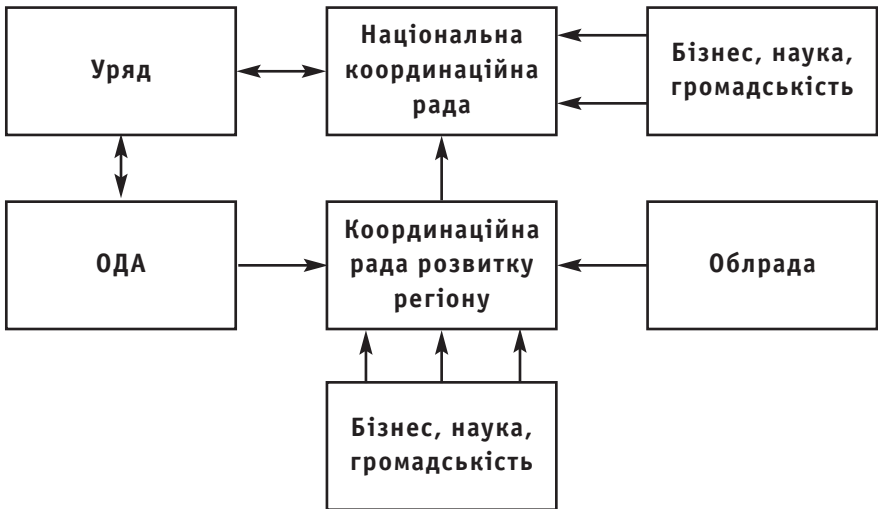 Уряд
Національна
координаційна
рада
Бізнес, наука,
громадськість
ОДА
Координаційна
рада розвитку
регіону
Облрада
Бізнес, наука,
громадськість